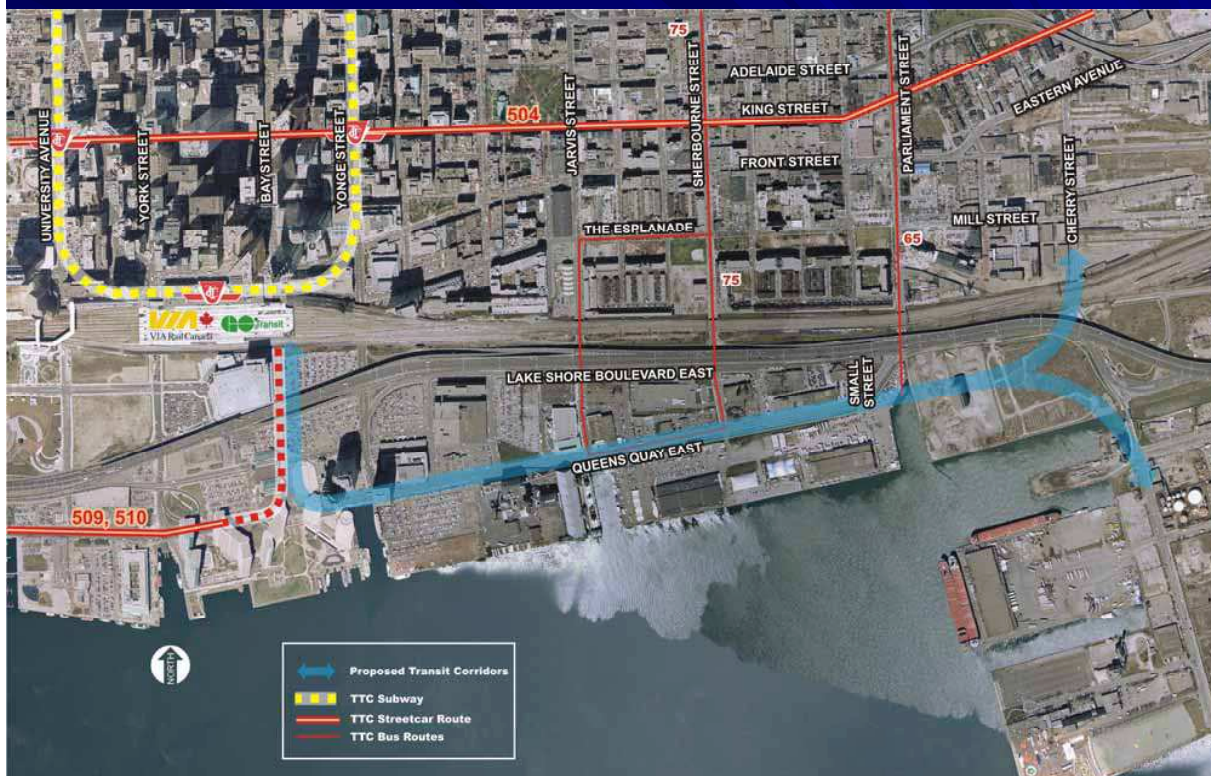 75
ADELAIDE STREET
KING STREET
504
EASTERN AVENUE
UNIVERSITY AVENUE
YORK STREET
BAY STREET
YONGE STREET
JARVIS STREET
SHERBOURNE STREET
PARLIAMENT STREET
FRONT STREET
CHERRY STREET
MILL STREET
THE ESPLANADE
65
75
VIA
VIA Rail Canada
GO Transit
LAKE SHORE BOULEVARD EAST
SMALL
STREET
QUEENS QUAY EAST
509, 510
NORTH
Proposed Transit Corridors
TTC Subway
TTC Streetcar Route
TTC Bus Routes